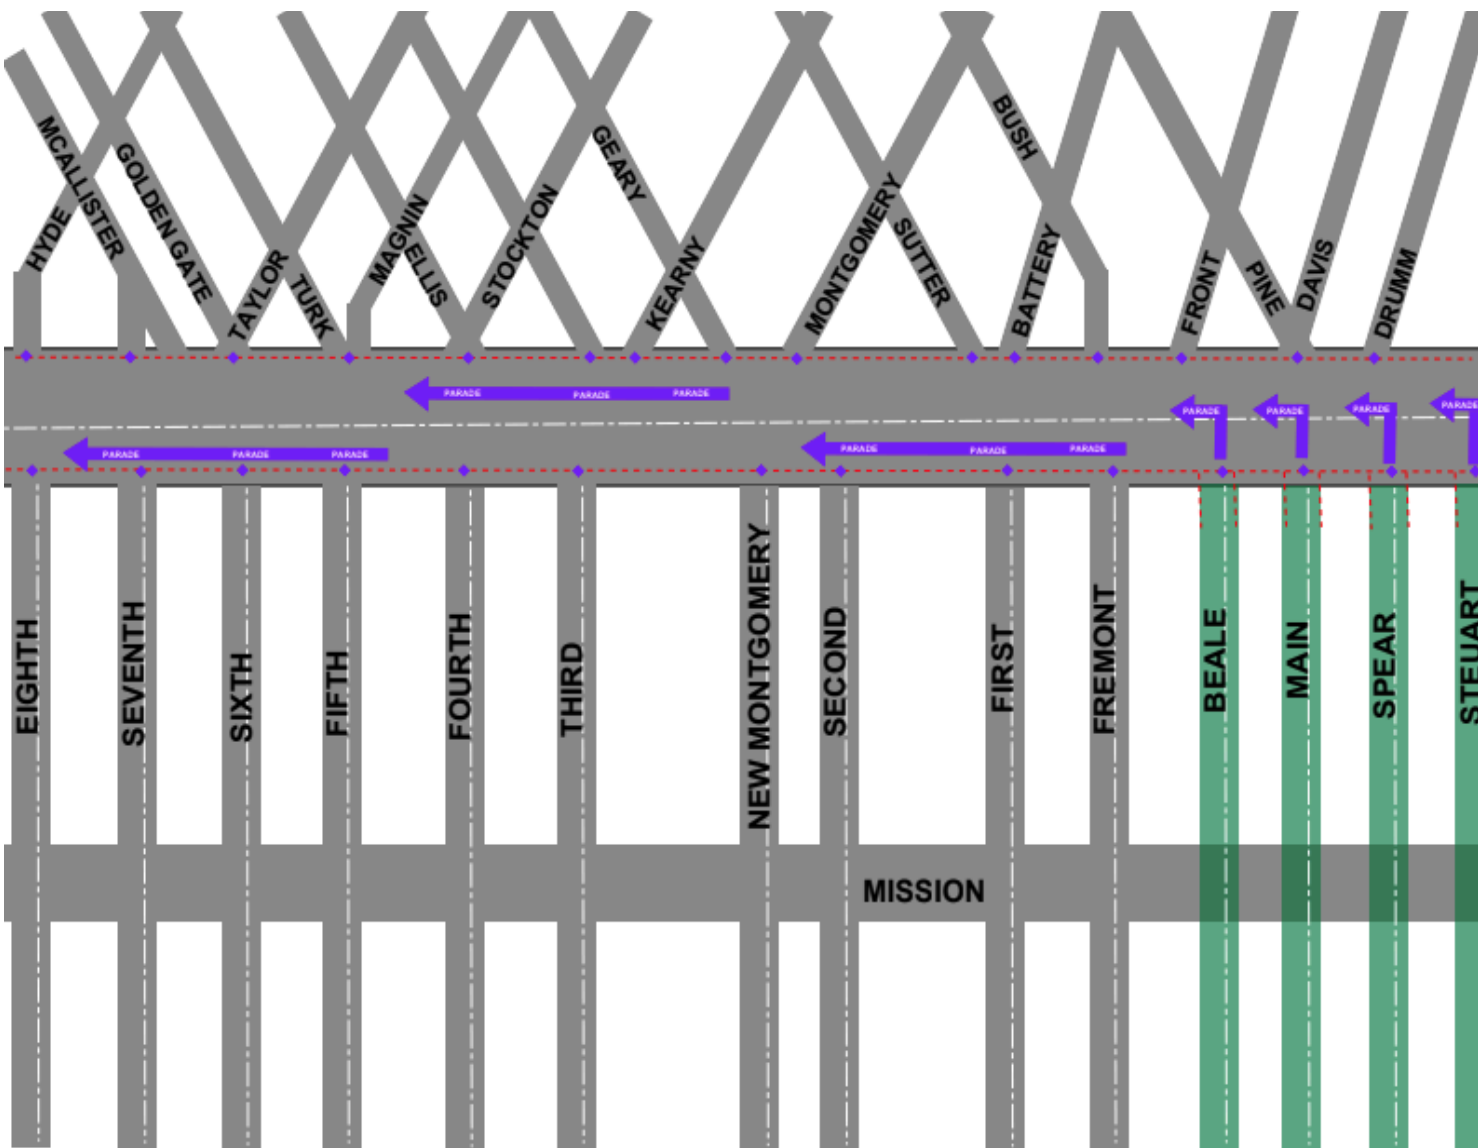 BUSH
MCALLISTER
GOLDEN GATE
GEARY
HYDE
TAYLOR
TURK
MAGNIN
ELLIS
STOCKTON
KEARNY
MONTGOMERY
SUTTER
BATTERY
FRONT
PINE
DAVIS
DRUMM
PARADE PARADE PARADE
PARADE
PARADE
PARADE
PARADE
PARADE PARADE PARADE
PARADE PARADE PARADE
EIGHTH
SEVENTH
SIXTH
FIFTH
FOURTH
THIRD
NEW MONTGOMERY
SECOND
FIRST
FREMONT
BEALE
MAIN
SPEAR
STEUART
MISSION